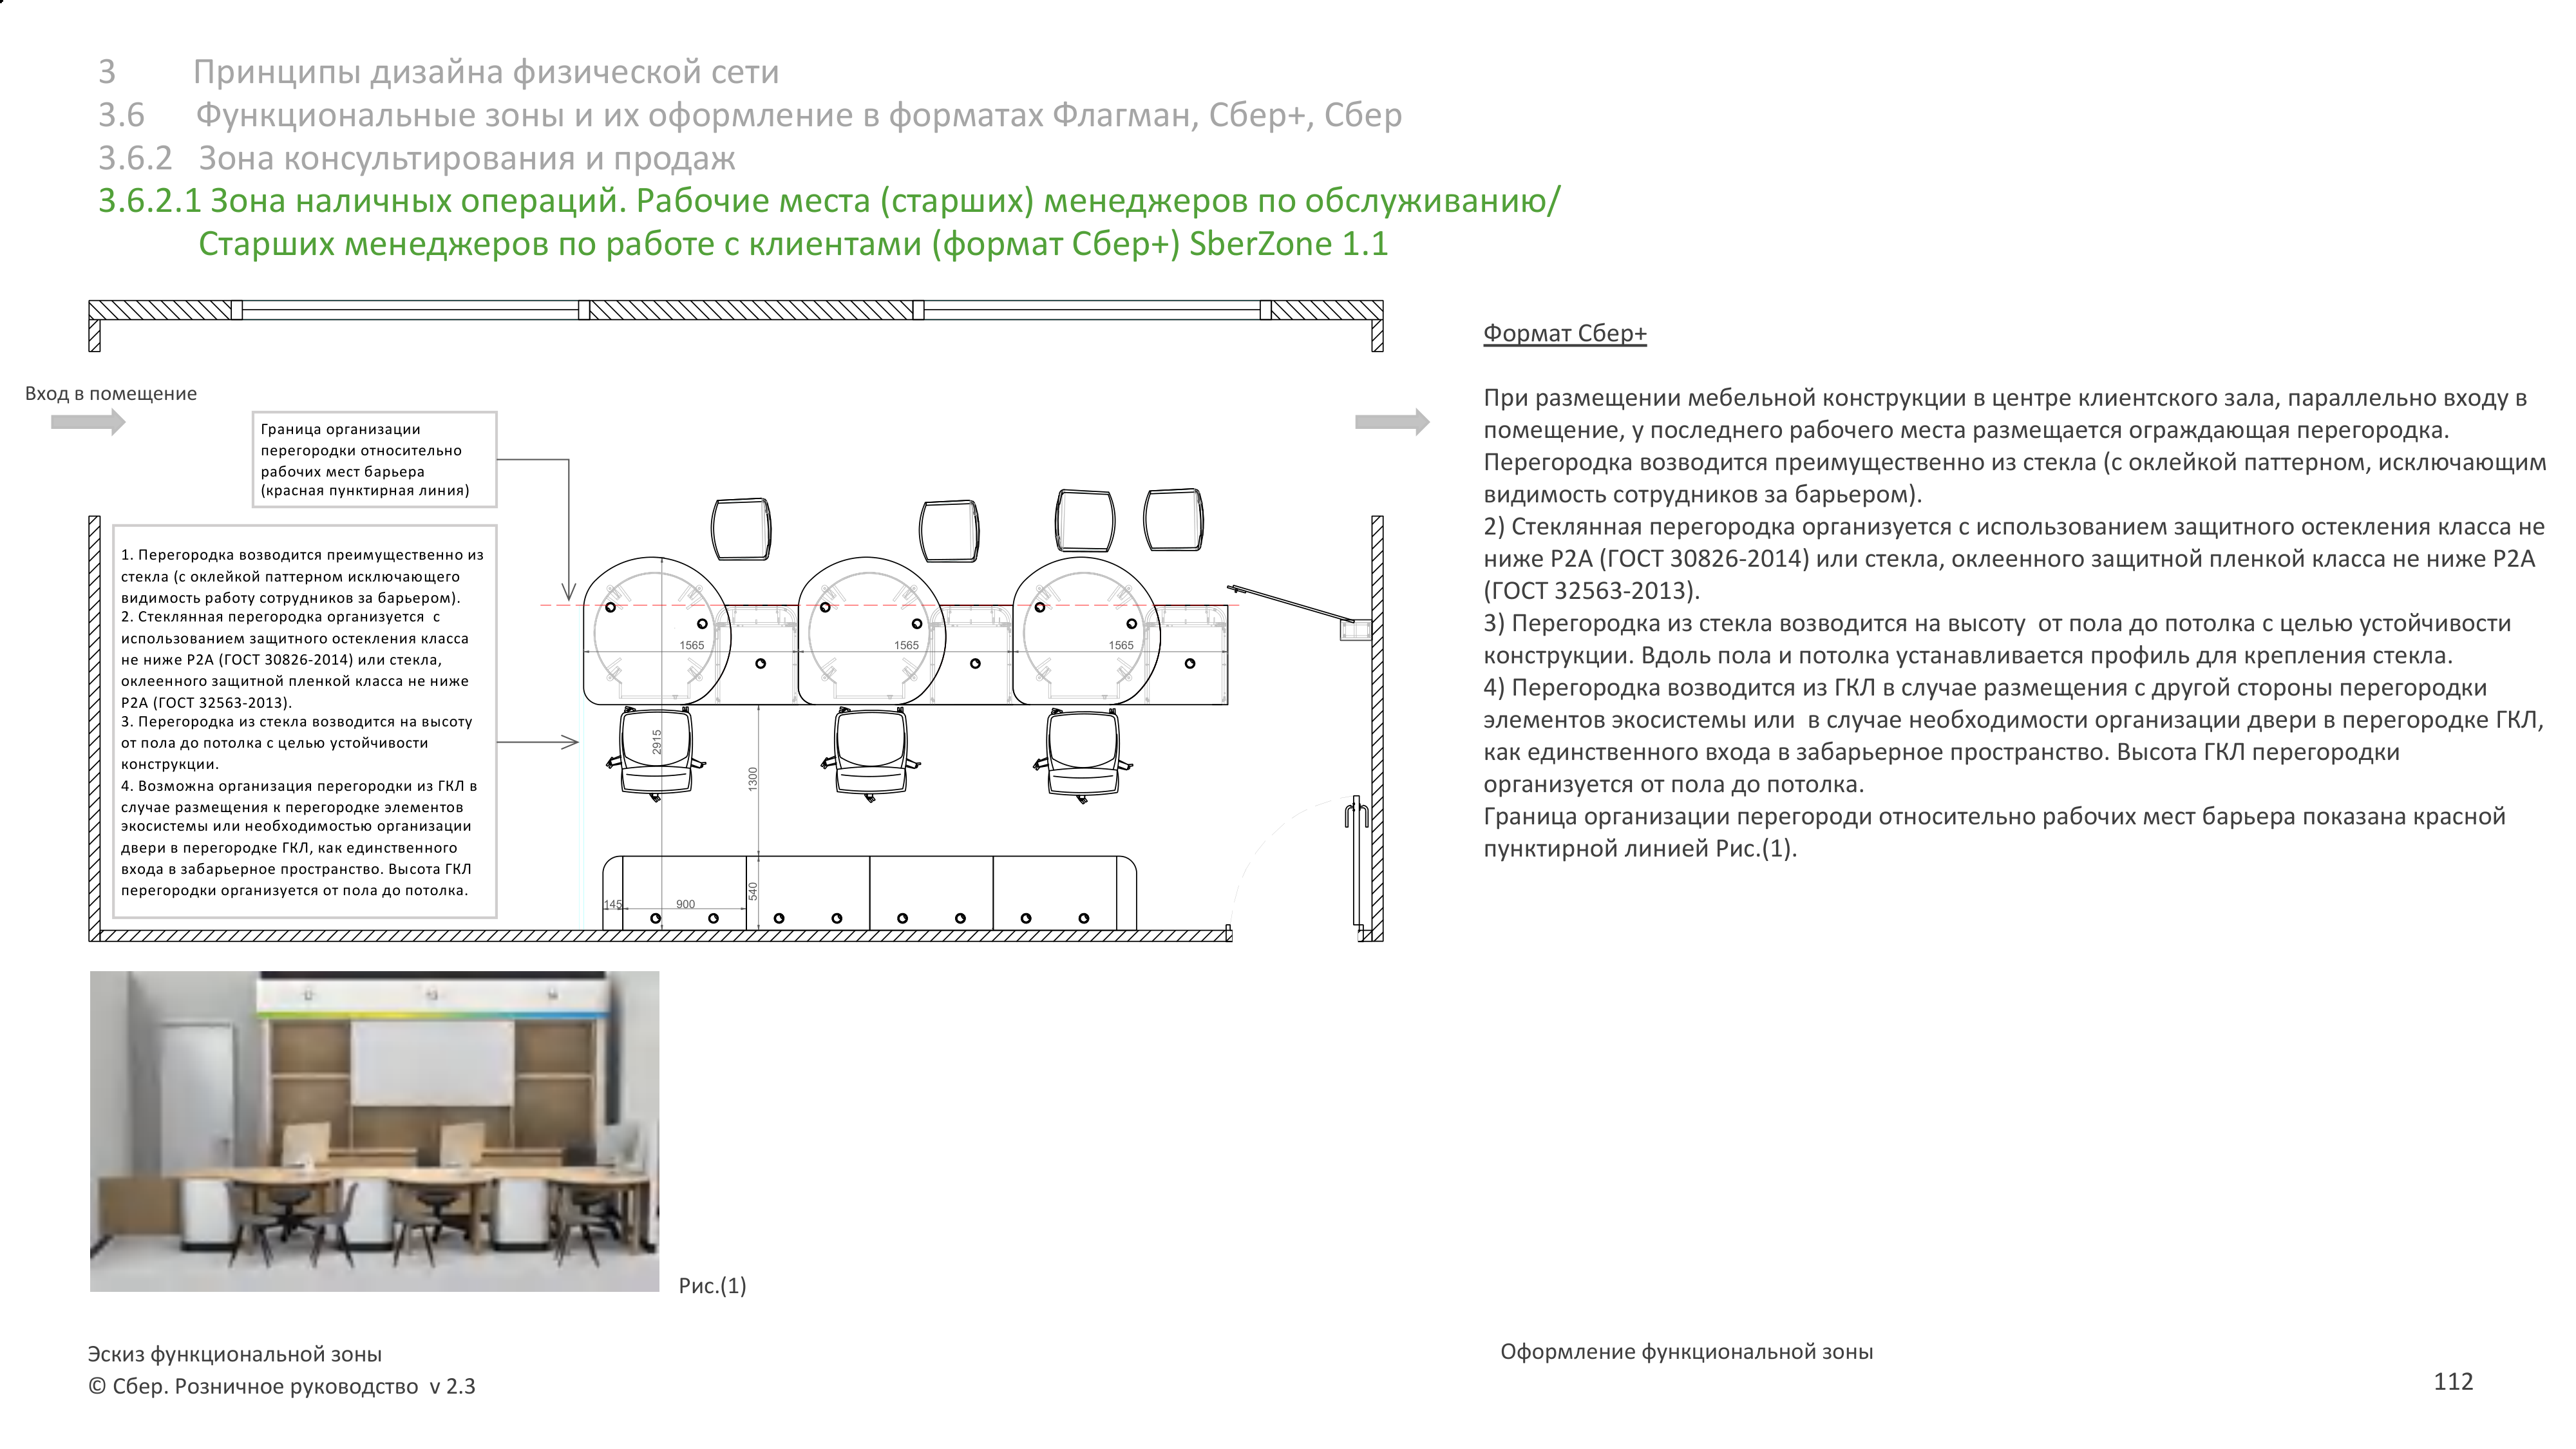 3 Принципы дизайна физической сети
3.6 Функциональные зоны и их оформление в форматах Флагман, Сбер+, Сбер
3.6.2 Зона консультирования и продаж
3.6.2.1 Зона наличных операций. Рабочие места (старших) менеджеров по обслуживанию/
Старших менеджеров по работе с клиентами (формат Сбер+) SberZone 1.1
Вход в помещение
Граница организации
перегородки относительно
рабочих мест барьера
(красная пунктирная линия)
1. Перегородка возводится преимущественно из
стекла (с оклейкой паттерном исключающего
видимость работу сотрудников за барьером).
2. Стеклянная перегородка организуется с
использованием защитного остекления класса
не ниже Р2А (ГОСТ 30826-2014) или стекла,
оклеенного защитной пленкой класса не ниже
Р2А (ГОСТ 32563-2013).
3. Перегородка из стекла возводится на высоту
от пола до потолка с целью устойчивости
конструкции.
4. Возможна организация перегородки из ГКЛ в
случае размещения к перегородке элементов
экосистемы или необходимостью организации
двери в перегородке ГКЛ, как единственного
входа в забарьерное пространство. Высота ГКЛ
перегородки организуется от пола до потолка.
1565
1565
1565
2915
1300
540
145
900
Формат Сбер+
При размещении мебельной конструкции в центре клиентского зала, параллельно входу в
помещение, у последнего рабочего места размещается ограждающая перегородка.
Перегородка возводится преимущественно из стекла (с оклейкой паттерном, исключающим
видимость сотрудников за барьером).
2) Стеклянная перегородка организуется с использованием защитного остекления класса не
ниже Р2А (ГОСТ 30826-2014) или стекла, оклеенного защитной пленкой класса не ниже Р2А
(ГОСТ 32563-2013).
3) Перегородка из стекла возводится на высоту от пола до потолка с целью устойчивости
конструкции. Вдоль пола и потолка устанавливается профиль для крепления стекла.
4) Перегородка возводится из ГКЛ в случае размещения с другой стороны перегородки
элементов экосистемы или в случае необходимости организации двери в перегородке ГКЛ,
как единственного входа в забарьерное пространство. Высота ГКЛ перегородки
организуется от пола до потолка.
Граница организации перегороди относительно рабочих мест барьера показана красной
пунктирной линией Рис.(1).
Рис.(1)
Эскиз функциональной зоны
© Сбер. Розничное руководство v 2.3
Оформление функциональной зоны
112